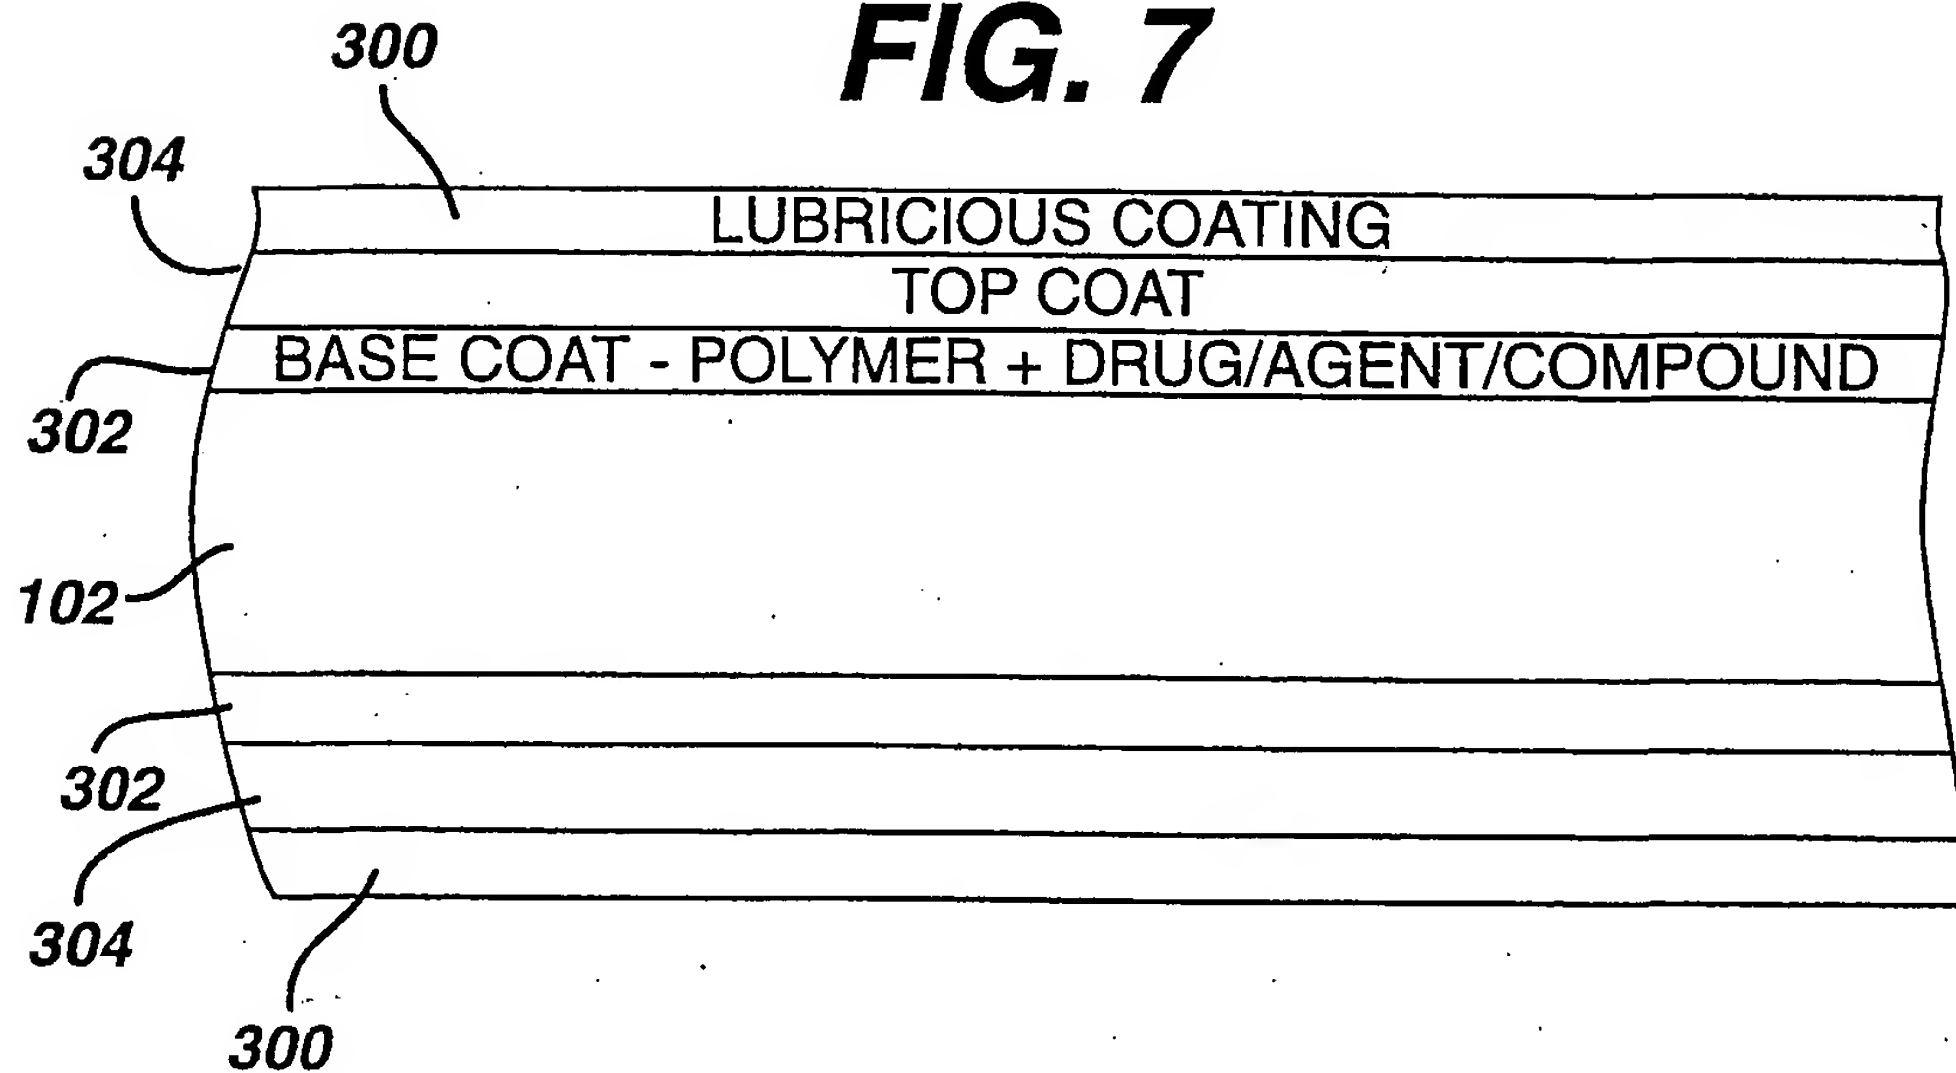 FIG. 7
300
304
LUBRICIOUS COATING
TOP COAT
BASE COAT - POLYMER + DRUG/AGENT/COMPOUND
302
102
302
304
300